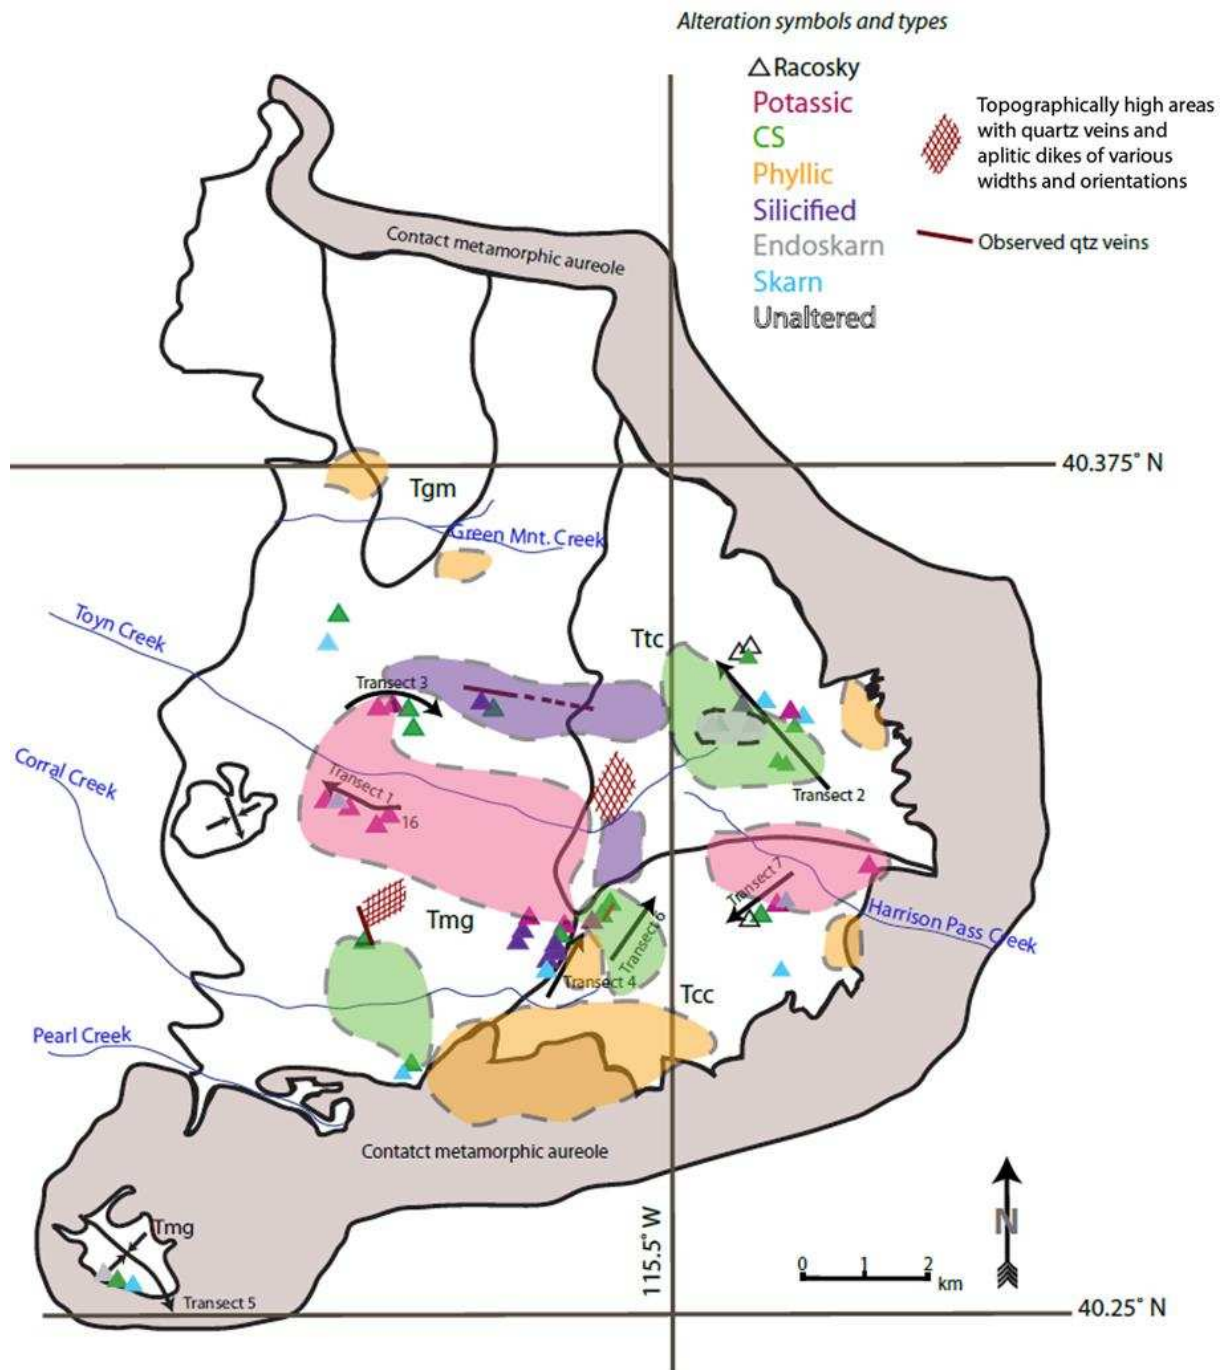 Alteration symbols and types
Racosky
Potassic
CS
Phyllic
Silicified
Endoskarn
Skarn
Unaltered
Topographically high areas
with quartz veins and
aplitic dikes of various
widths and orientations
Observed qtz veins
Contact metamorphic aureole
40.375° N
Tgm
Green Mnt. Creek
Toyn Creek
Ttc
Transect 3
Corral Creek
Transect 1
16
Transect 2
Transect 7
Harrison Pass Creek
Tmg
Transect 6
Transect 4
Tcc
Pearl Creek
Contatct metamorphic aureole
Tmg
Transect 5
115.5° W
0 1 2
km
N
40.25° N